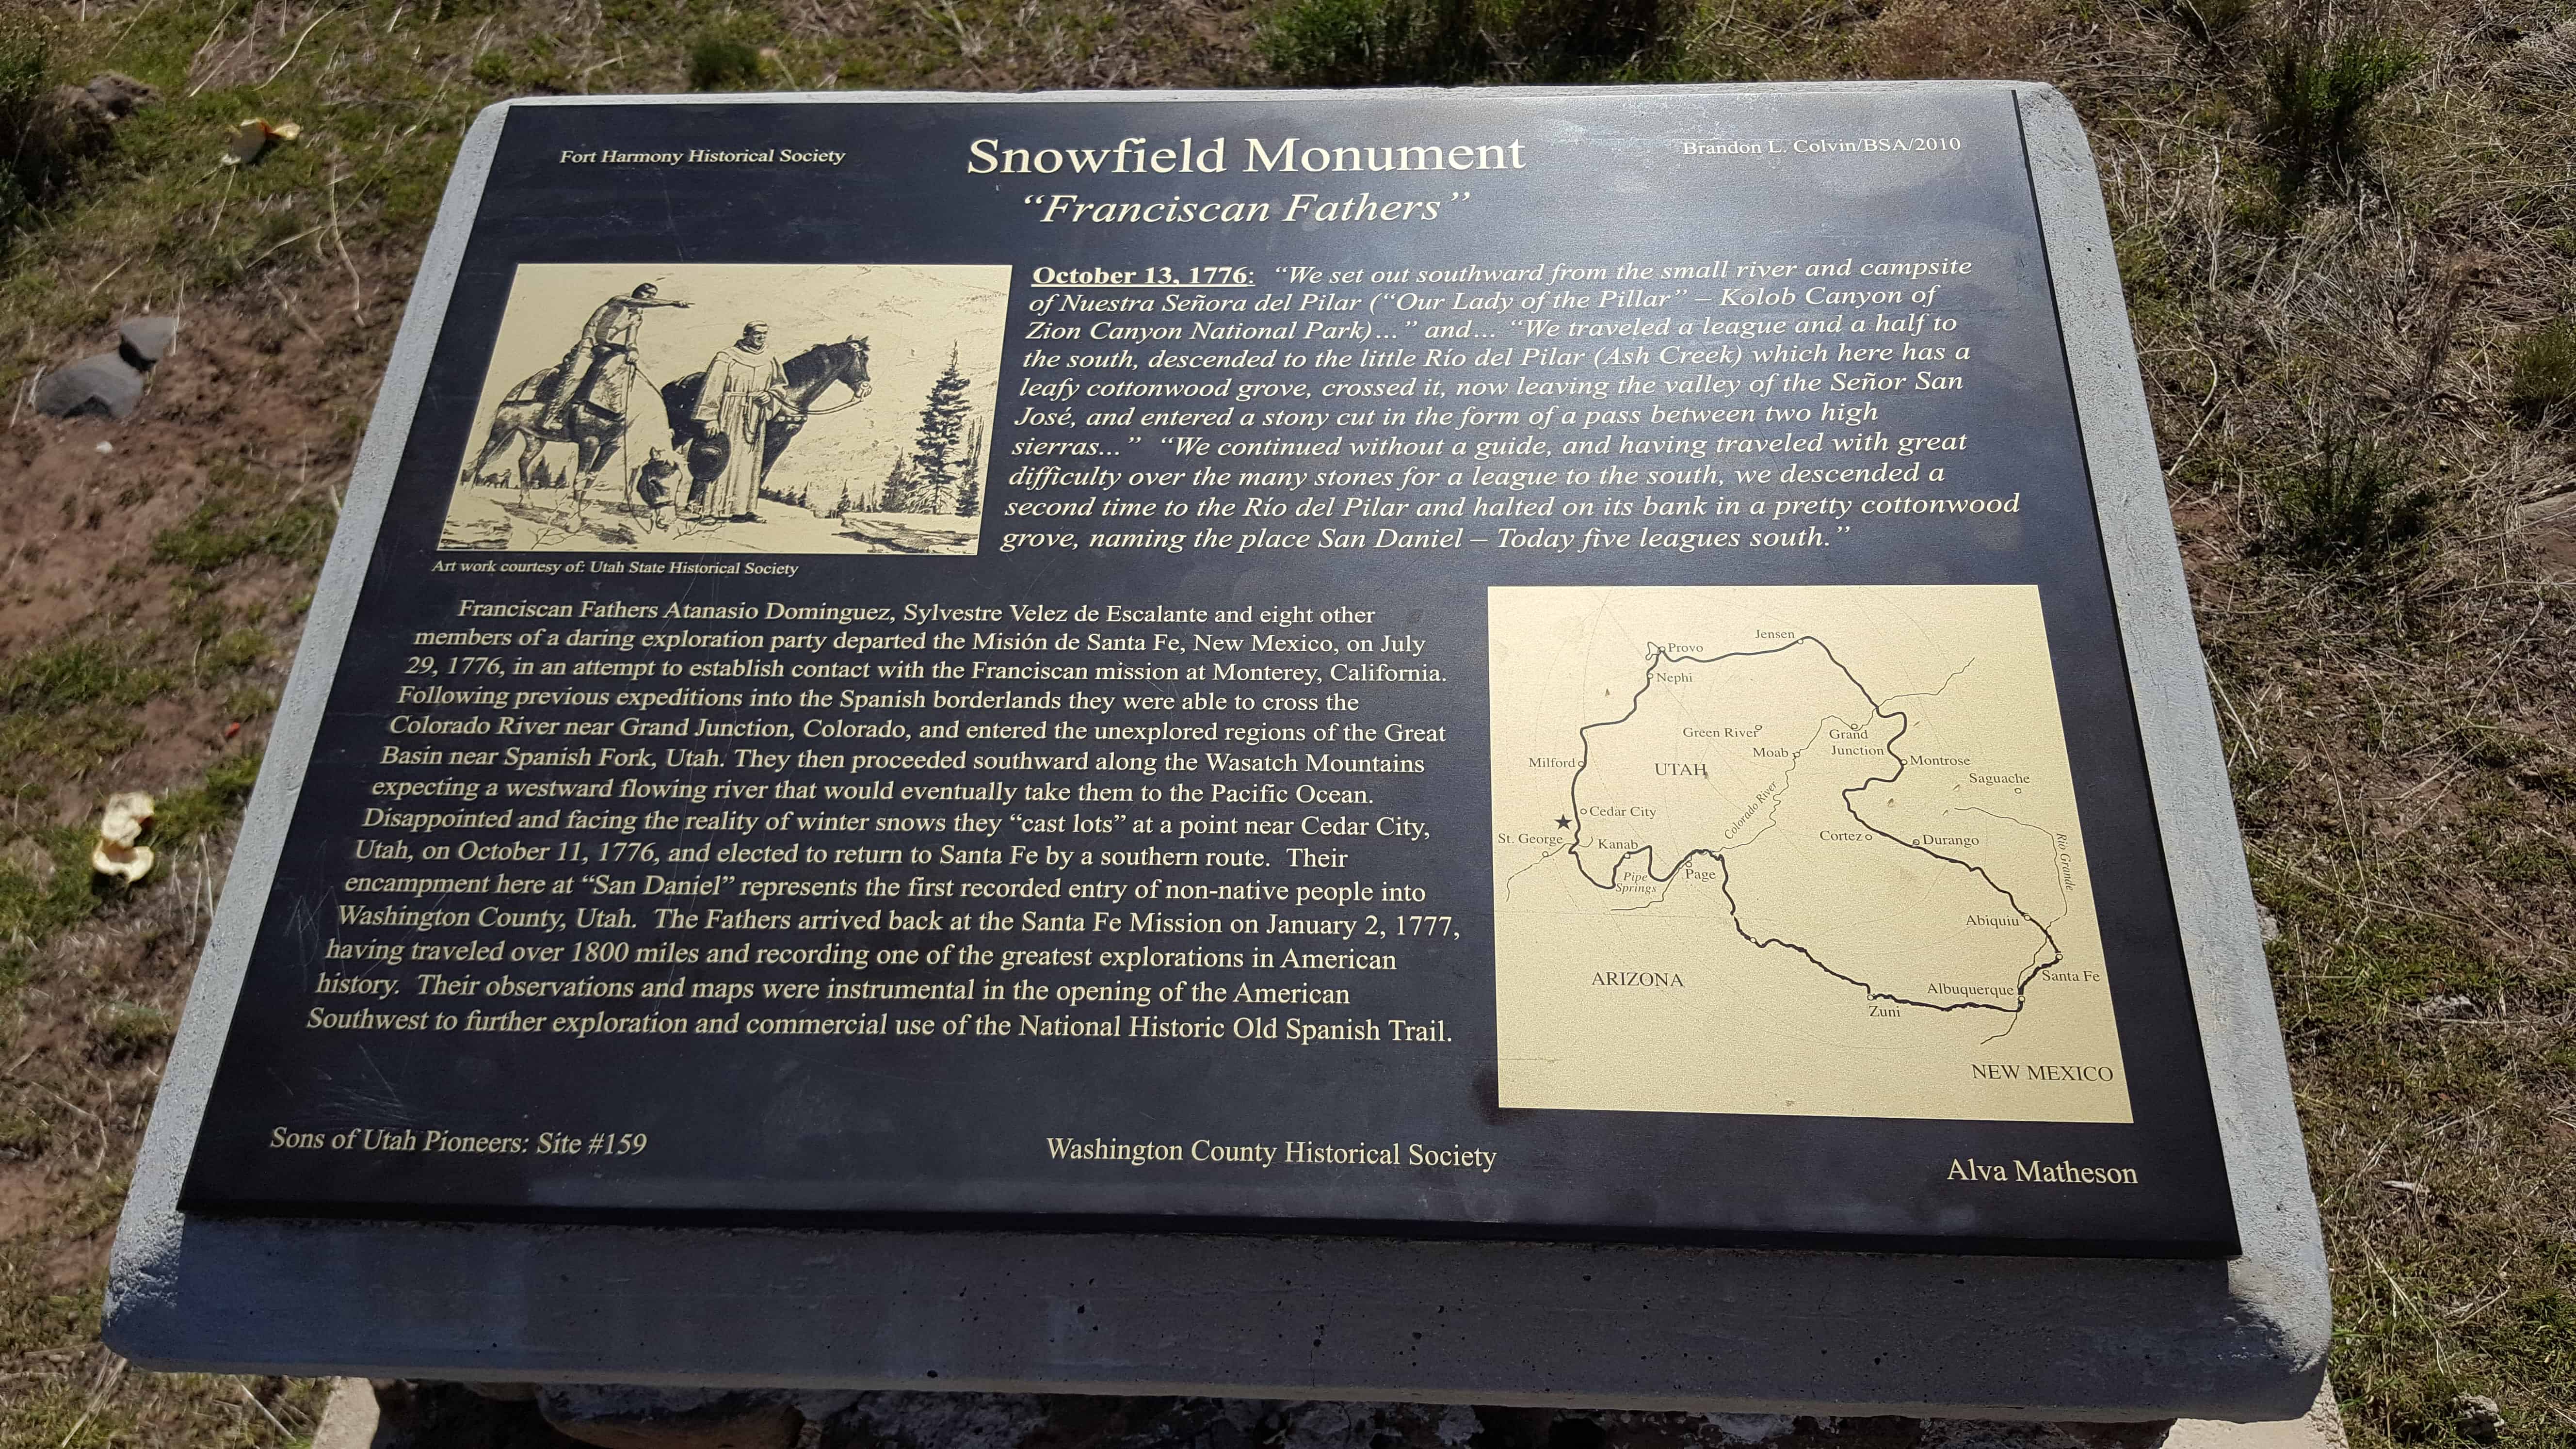 Fort Harmony Historical Society
Snowfield Monument
Brandon L. Colvin/BSA/2010
"Franciscan Fathers"
October 13, 1776: "We set out southward from the small river and campsite
of Nuestra Señora del Pilar ("Our Lady of the Pillar" – Kolob Canyon of
Zion Canyon National Park)..." and... "We traveled a league and a half to
the south, descended to the little Río del Pilar (Ash Creek) which here has a
leafy cottonwood grove, crossed it, now leaving the valley of the Señor San
José, and entered a stony cut in the form of a pass between two high
sierras..." "We continued without a guide, and having traveled with great
difficulty over the many stones for a league to the south, we descended a
second time to the Río del Pilar and halted on its bank in a pretty cottonwood
grove, naming the place San Daniel – Today five leagues south."
Art work courtesy of: Utah State Historical Society
Franciscan Fathers Atanasio Dominguez, Sylvestre Velez de Escalante and eight other
members of a daring exploration party departed the Misión de Santa Fe, New Mexico, on July
29, 1776, in an attempt to establish contact with the Franciscan mission at Monterey, California.
Following previous expeditions into the Spanish borderlands they were able to cross the
Colorado River near Grand Junction, Colorado, and entered the unexplored regions of the Great
Basin near Spanish Fork, Utah. They then proceeded southward along the Wasatch Mountains
expecting a westward flowing river that would eventually take them to the Pacific Ocean.
Disappointed and facing the reality of winter snows they "cast lots" at a point near Cedar City,
Utah, on October 11, 1776, and elected to return to Santa Fe by a southern route. Their
encampment here at "San Daniel" represents the first recorded entry of non-native people into
Washington County, Utah. The Fathers arrived back at the Santa Fe Mission on January 2, 1777,
having traveled over 1800 miles and recording one of the greatest explorations in American
history. Their observations and maps were instrumental in the opening of the American
Southwest to further exploration and commercial use of the National Historic Old Spanish Trail.
Jensen
Provo
Nephi
Green River
Grand
Junction
Moab
Montrose
Milford
UTAH
Saguache
Colorado River
Cedar City
St. George
Kanab
Cortez
Durango
Rio Grande
Pipe
Springs
Page
Abiquiu
ARIZONA
Santa Fe
Albuquerque
Zuni
NEW MEXICO
Sons of Utah Pioneers: Site #159
Washington County Historical Society
Alva Matheson